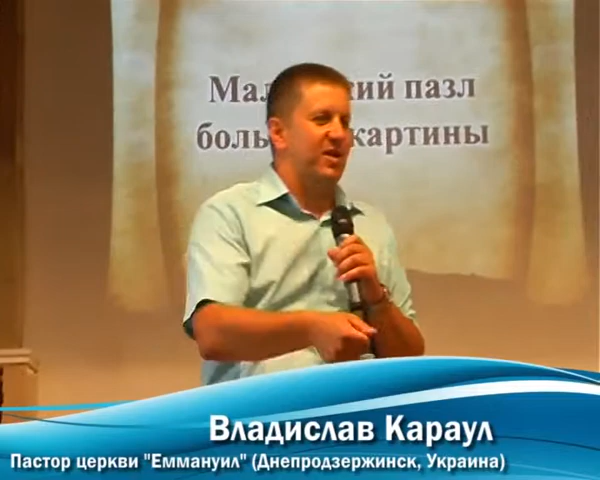 пазл
картины
Владислав Караул
Пастор церкви "Еммануил" (Днепродзержинск, Украина)